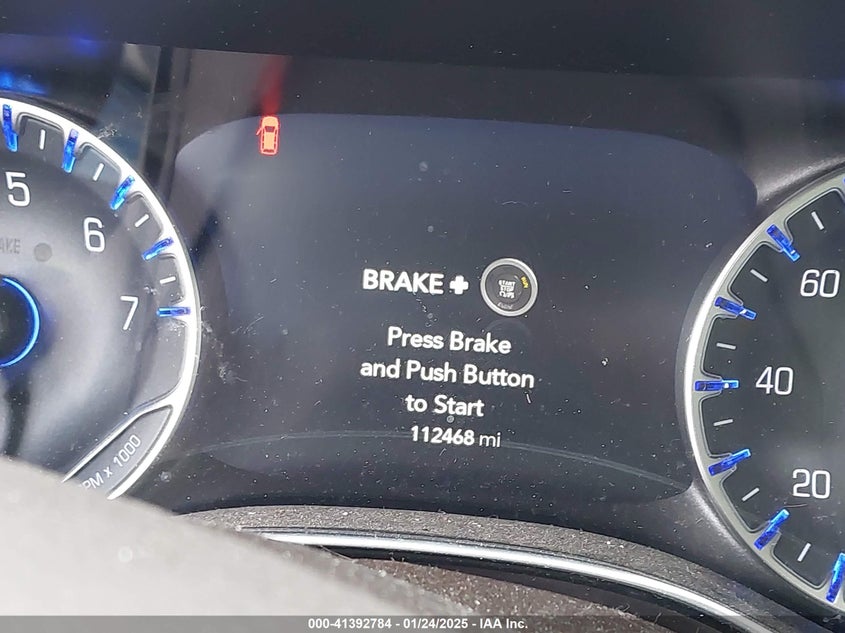 5
6
7
RPM x 1000
BRAKE +
START
STOP
RUN
Press Brake
and Push Button
to Start
112468 mi
60
40
20
000-41392784 - 01/24/2025 - IAA Inc.